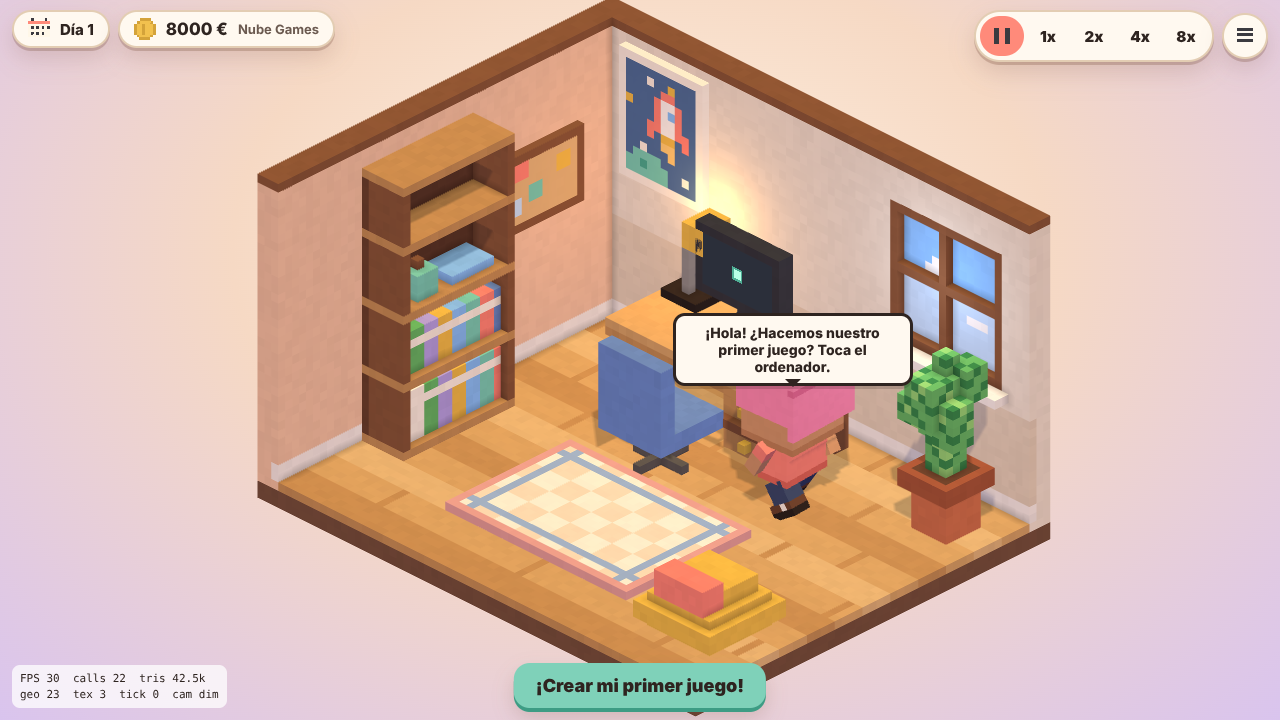 Día 1
8000 € Nube Games
1x 2x 4x 8x
¡Hola! ¿Hacemos nuestro
primer juego? Toca el
ordenador.
¡Crear mi primer juego!
FPS 30 calls 22 tris 42.5k
geo 23 tex 3 tick 0 cam dim